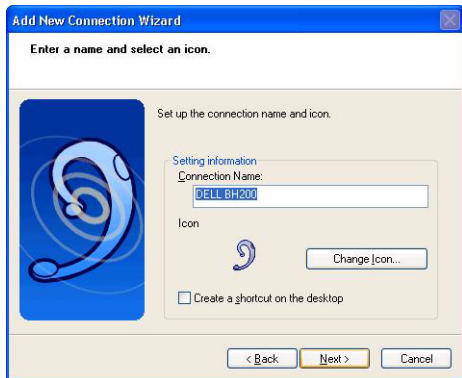 Add New Connection Wizard
Enter a name and select an icon.
Set up the connection name and icon.
Setting information
Connection Name:
DELL BH200
Icon
Change Icon...
Create a shortcut on the desktop
< Back
Next >
Cancel